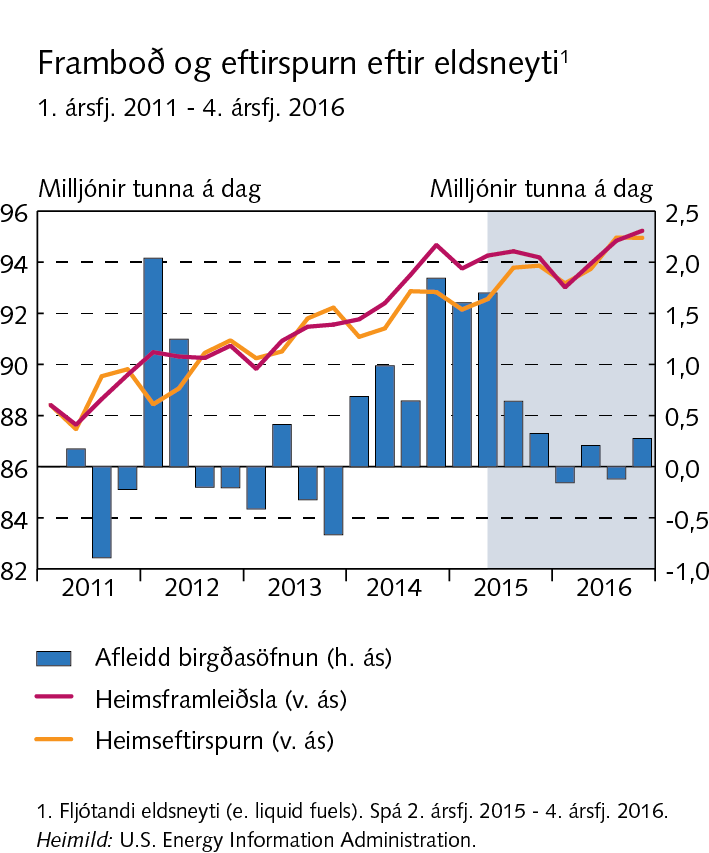 Framboð og eftirspurn eftir eldsneyti¹
1. ársfj. 2011 - 4. ársfj. 2016
Milljónir tunna á dag Milljónir tunna á dag
96 2,5
94 2,0
92 1,5
90 1,0
88 0,5
86 0,0
84 -0,5
82 -1,0
2011 2012 2013 2014 2015 2016
Afleidd birgðasöfnun (h. ás)
Heimsframleiðsla (v. ás)
Heimseftirspurn (v. ás)
1. Fljótandi eldsneyti (e. liquid fuels). Spá 2. ársfj. 2015 - 4. ársfj. 2016.
Heimild: U.S. Energy Information Administration.